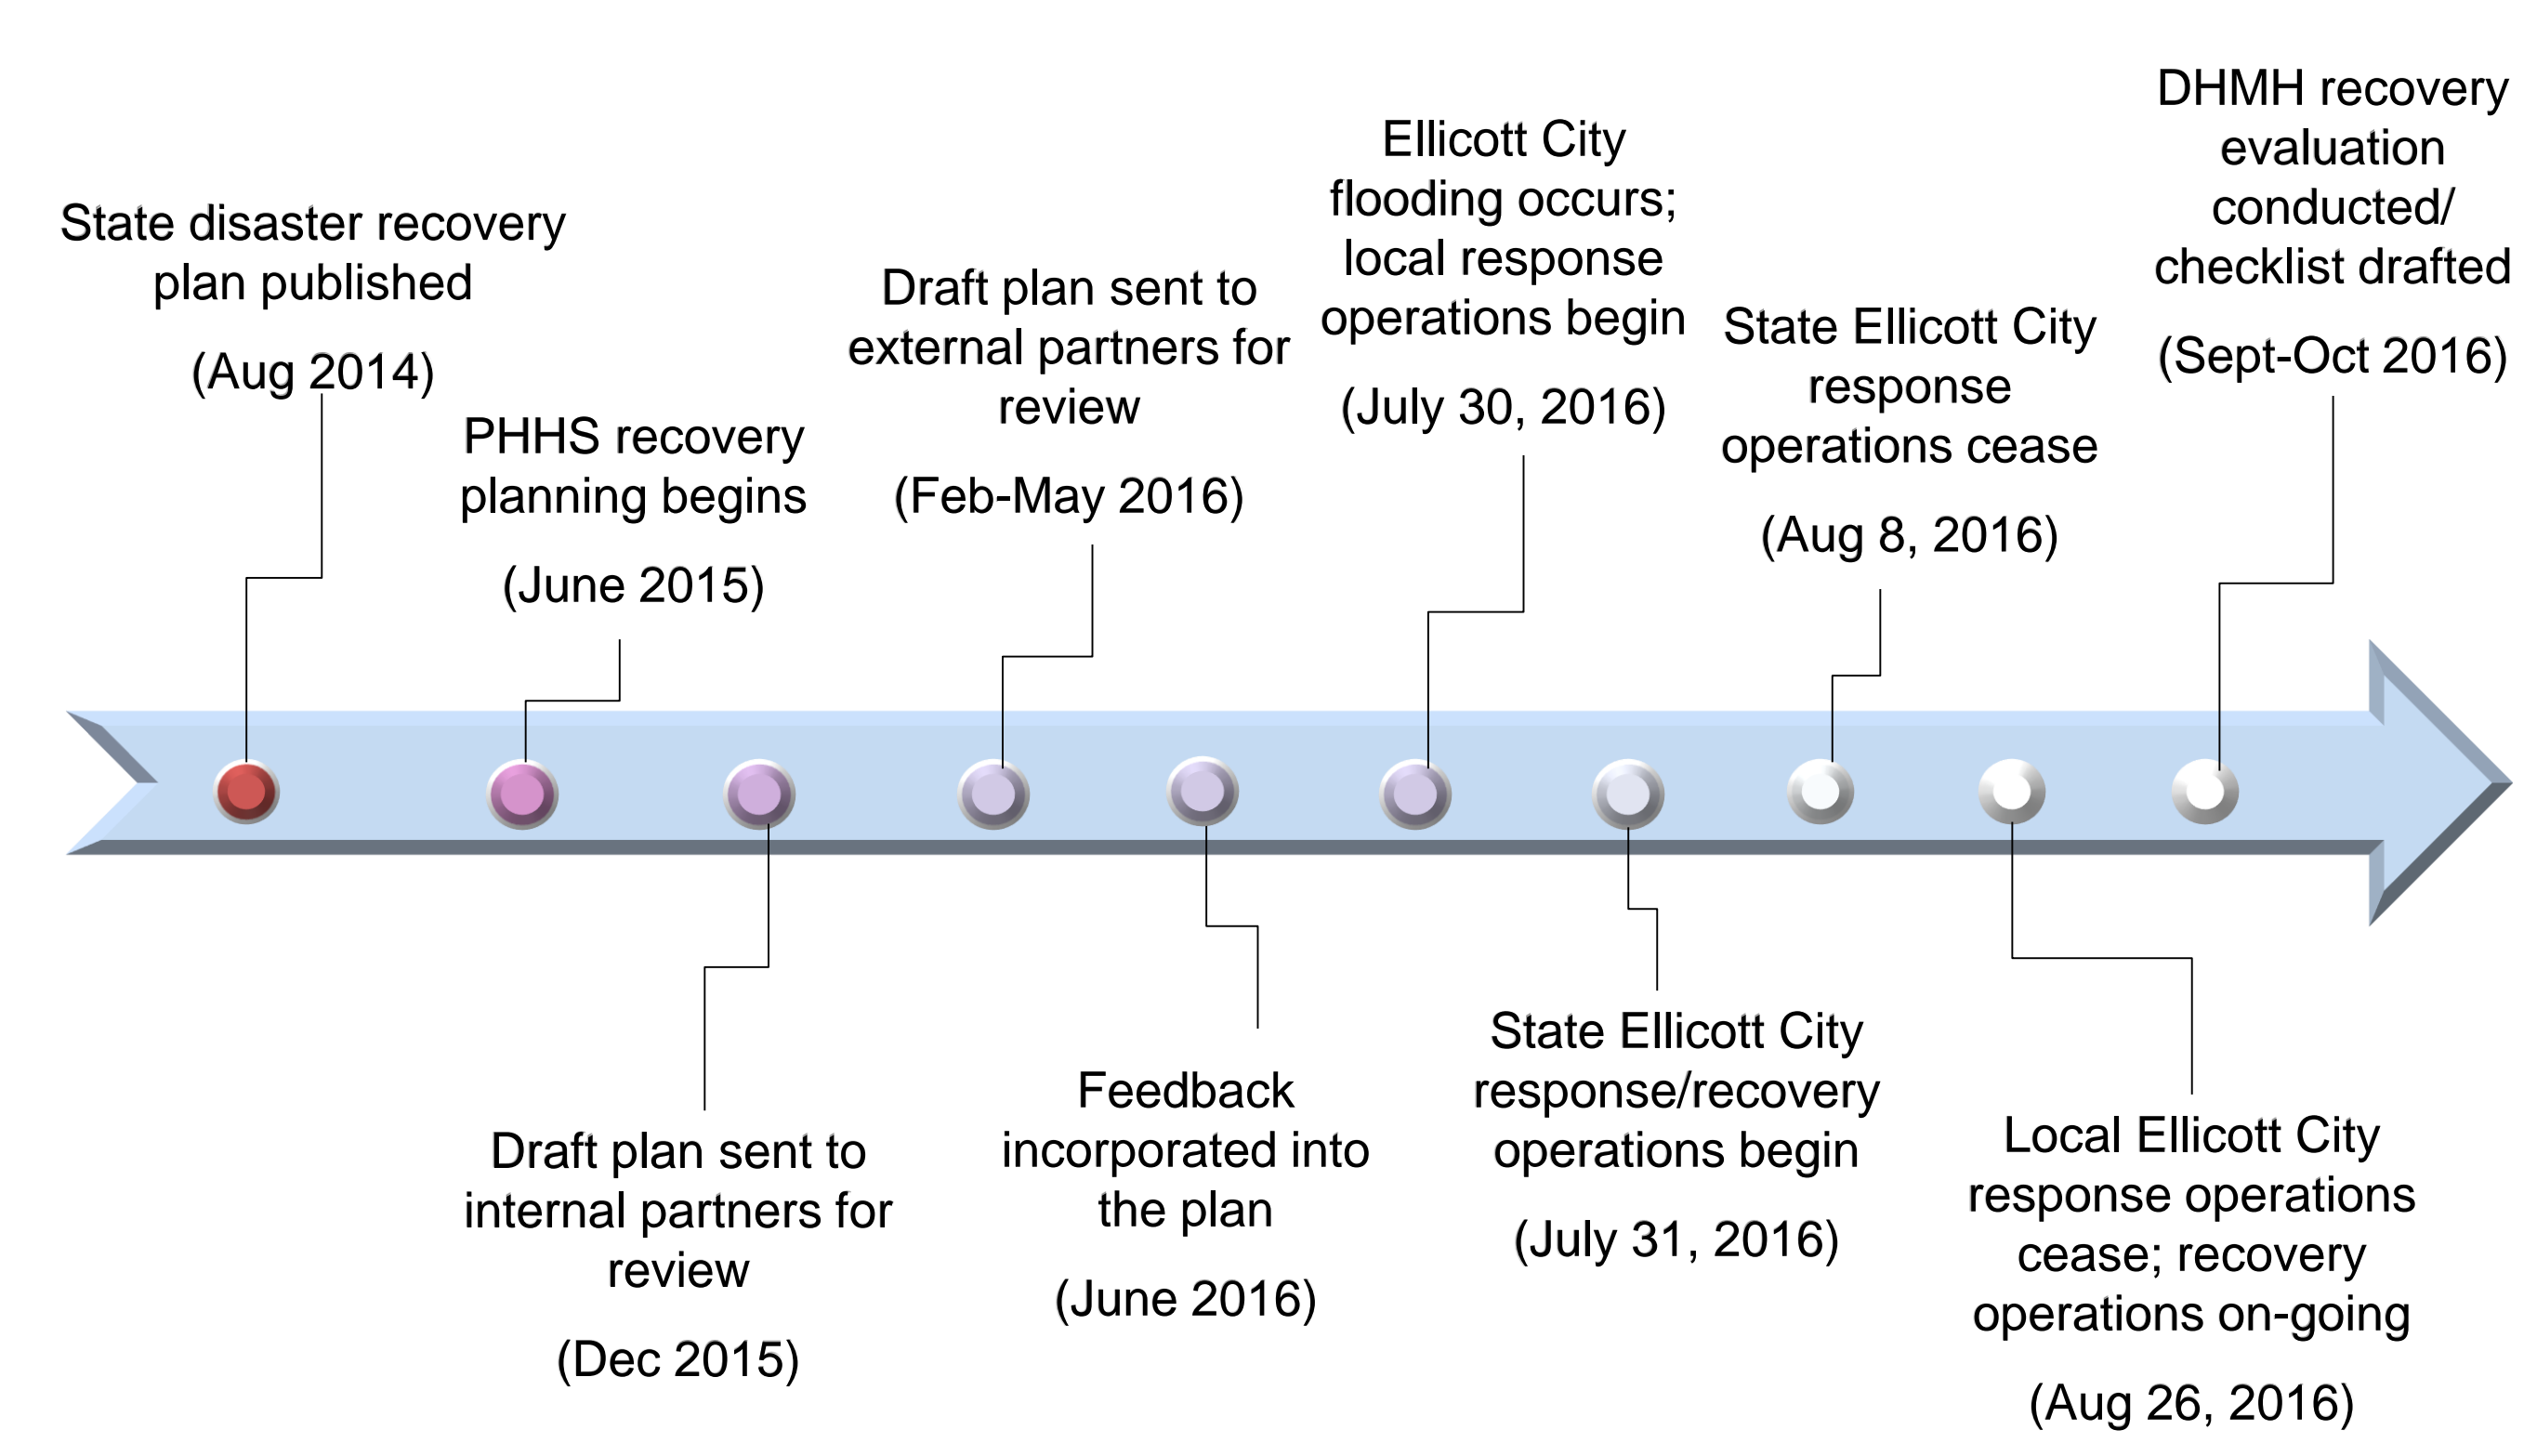 State disaster recovery
plan published
(Aug 2014)
PHHS recovery
planning begins
(June 2015)
Draft plan sent to
internal partners for
review
(Dec 2015)
Draft plan sent to
external partners for
review
(Feb-May 2016)
Feedback
incorporated into
the plan
(June 2016)
Ellicott City
flooding occurs;
local response
operations begin
(July 30, 2016)
State Ellicott City
response/recovery
operations begin
(July 31, 2016)
State Ellicott City
response
operations cease
(Aug 8, 2016)
Local Ellicott City
response operations
cease; recovery
operations on-going
(Aug 26, 2016)
DHMH recovery
evaluation
conducted/
checklist drafted
(Sept-Oct 2016)